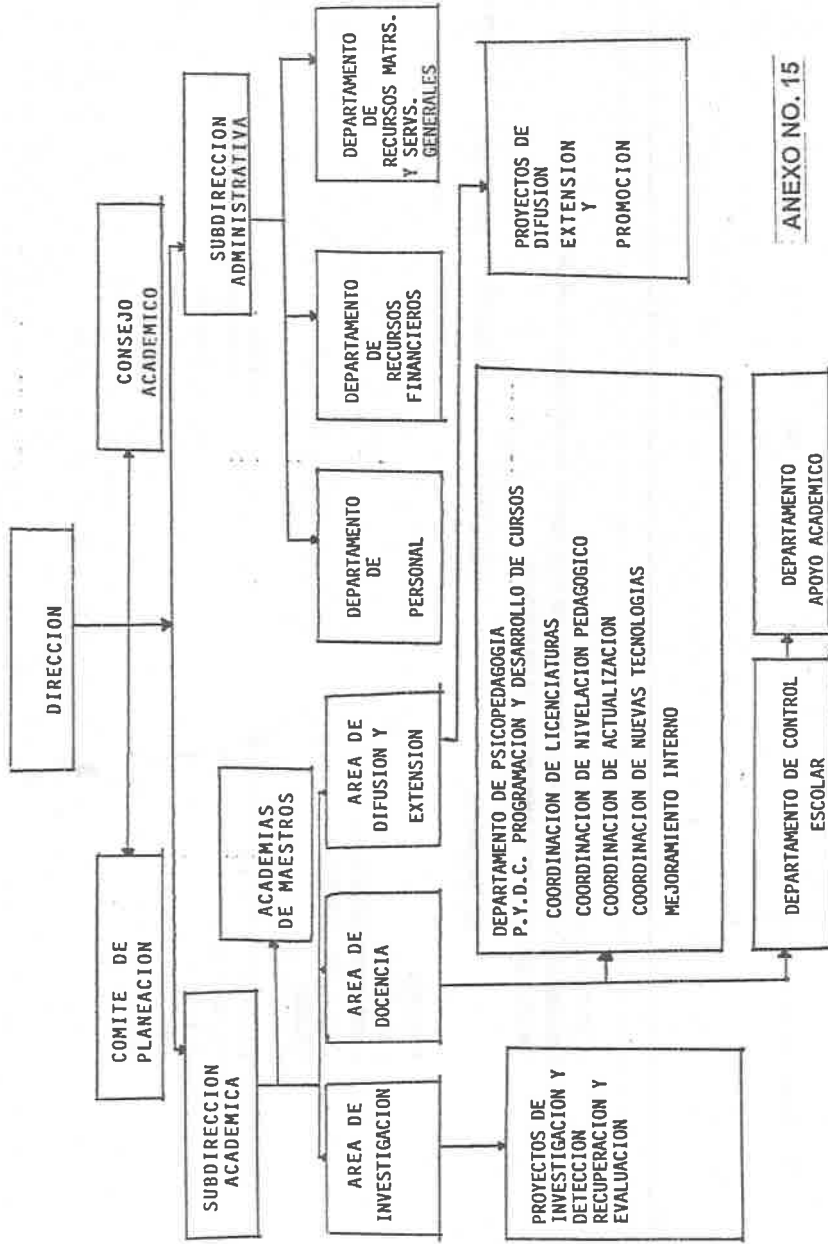 DIRECCION
COMITE DE
PLANEACION
CONSEJO
ACADEMICO
SUBDIRECCION
ACADEMICA
SUBDIRECCION
ADMINISTRATIVA
ACADEMIAS
DE MAESTROS
AREA DE
INVESTIGACION
AREA DE
DOCENCIA
AREA DE
DIFUSION Y
EXTENSION
DEPARTAMENTO
DE
PERSONAL
DEPARTAMENTO
DE
RECURSOS
FINANCIEROS
DEPARTAMENTO
DE
RECURSOS MATRS.
Y SERVS.
GENERALES
PROYECTOS DE
INVESTIGACION Y
DETECCION
RECUPERACION Y
EVALUACION
DEPARTAMENTO DE PSICOPEDAGOGIA
P.Y.D.C. PROGRAMACION Y DESARROLLO DE CURSOS
COORDINACION DE LICENCIATURAS
COORDINACION DE NIVELACION PEDAGOGICO
COORDINACION DE ACTUALIZACION
COORDINACION DE NUEVAS TECNOLOGIAS
MEJORAMIENTO INTERNO
PROYECTOS DE
DIFUSION
EXTENSION
Y
PROMOCION
DEPARTAMENTO DE CONTROL
ESCOLAR
DEPARTAMENTO
APOYO ACADEMICO
ANEXO NO. 15